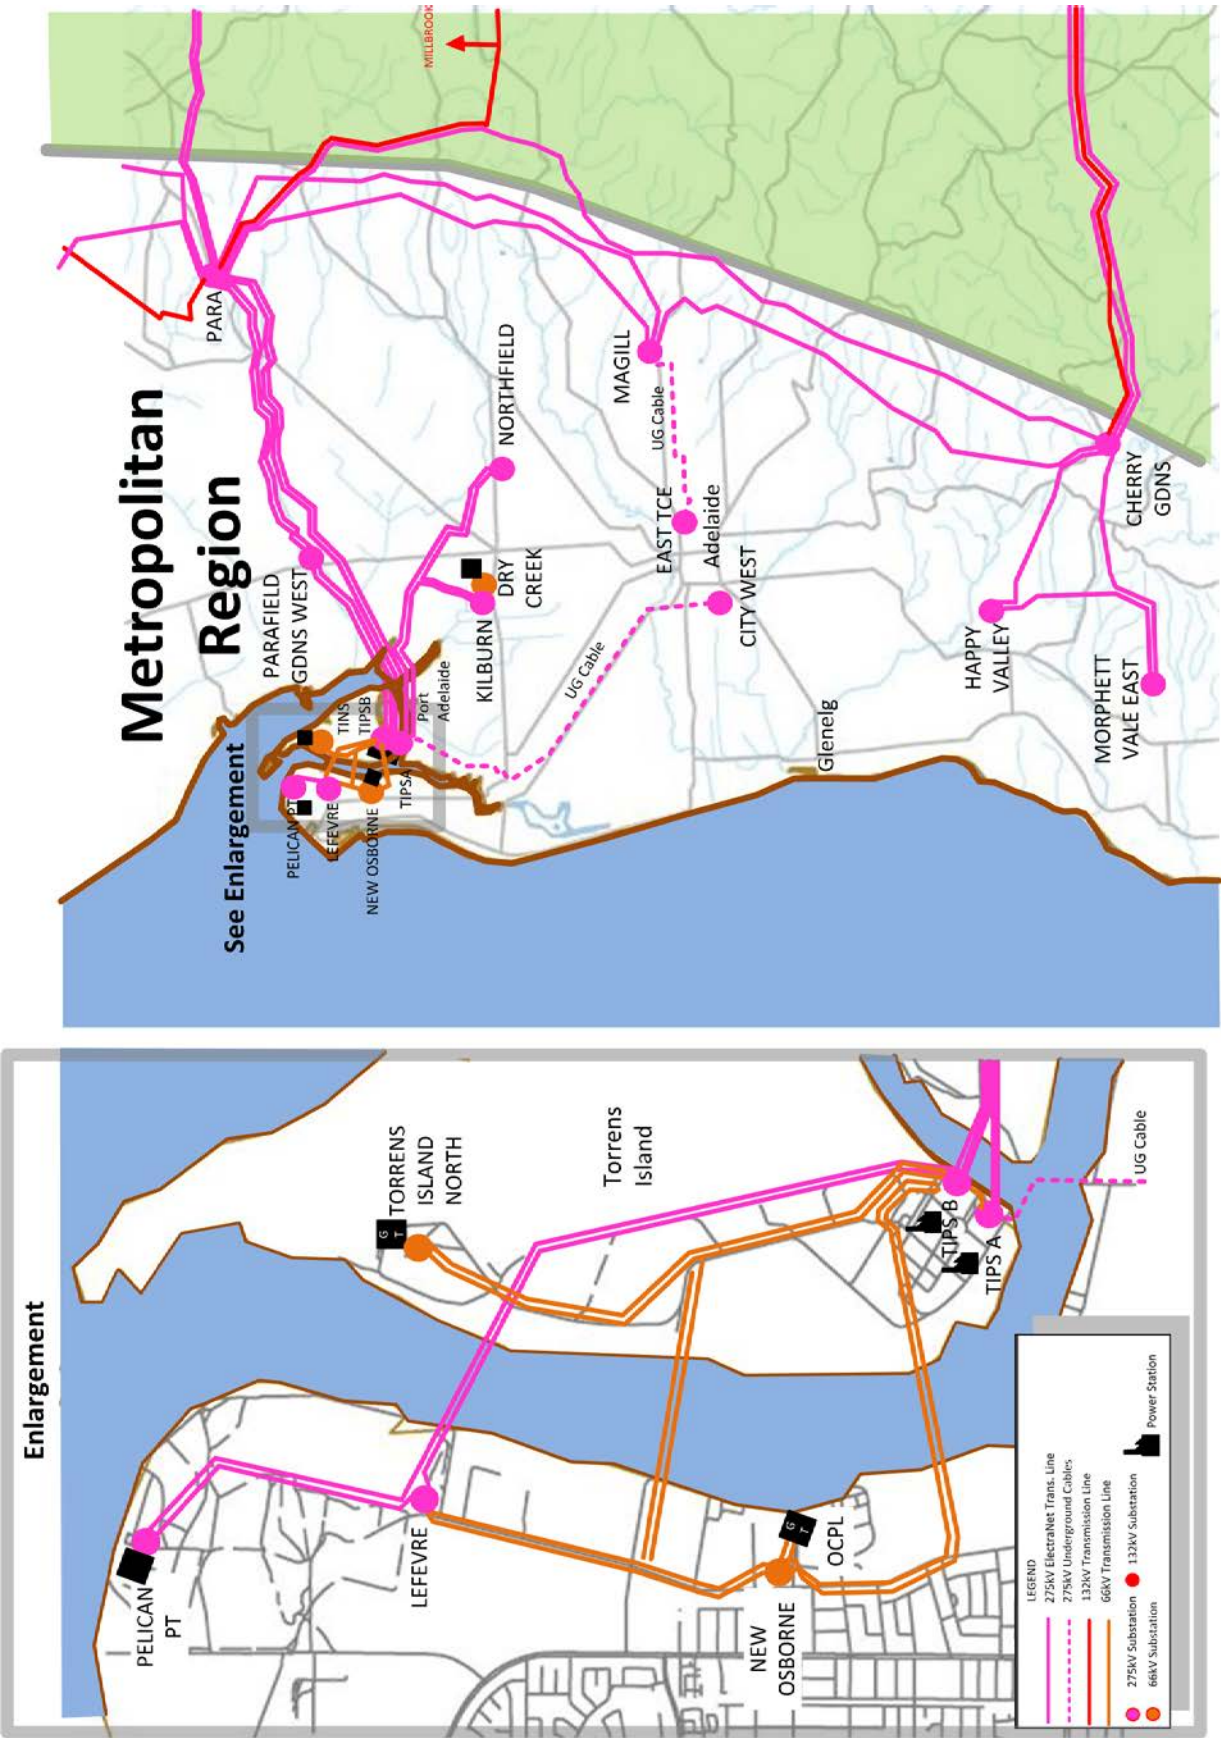 Metropolitan
Region
See Enlargement
MILLBROOK
PARA
PARAFIELD
GDNS WEST
NORTHFIELD
DRY
CREEK
KILBURN
MAGILL
UG Cable
EAST TCE
Adelaide
CITY WEST
UG Cable
Port
Adelaide
TINS
TIPSB
TIPSA
PELICAN PT
LEFEVRE
NEW OSBORNE
Glenelg
HAPPY
VALLEY
MORPHETT
VALE EAST
CHERRY
GDNS
Enlargement
PELICAN
PT
LEFEVRE
NEW
OSBORNE
OCPL
G
T
TORRENS
ISLAND
NORTH
G
T
Torrens
Island
TIPS B
TIPS A
UG Cable
LEGEND
275kV ElectraNet Trans. Line
275kV Underground Cables
132kV Transmission Line
66kV Transmission Line
275kV Substation
132kV Substation
66kV Substation
Power Station